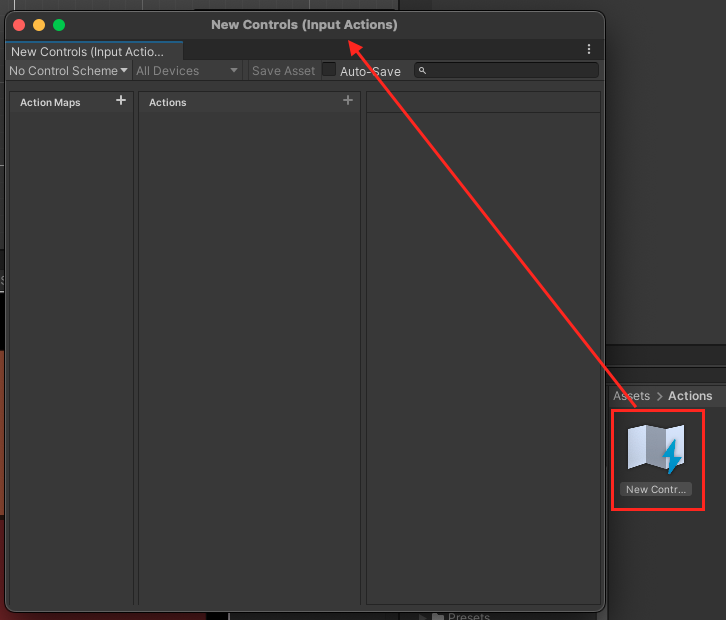 New Controls (Input Actions)
New Controls (Input Actio...
No Control Scheme
All Devices
Save Asset
Auto-Save
Action Maps
Actions
Assets > Actions
New Contr...
Presets